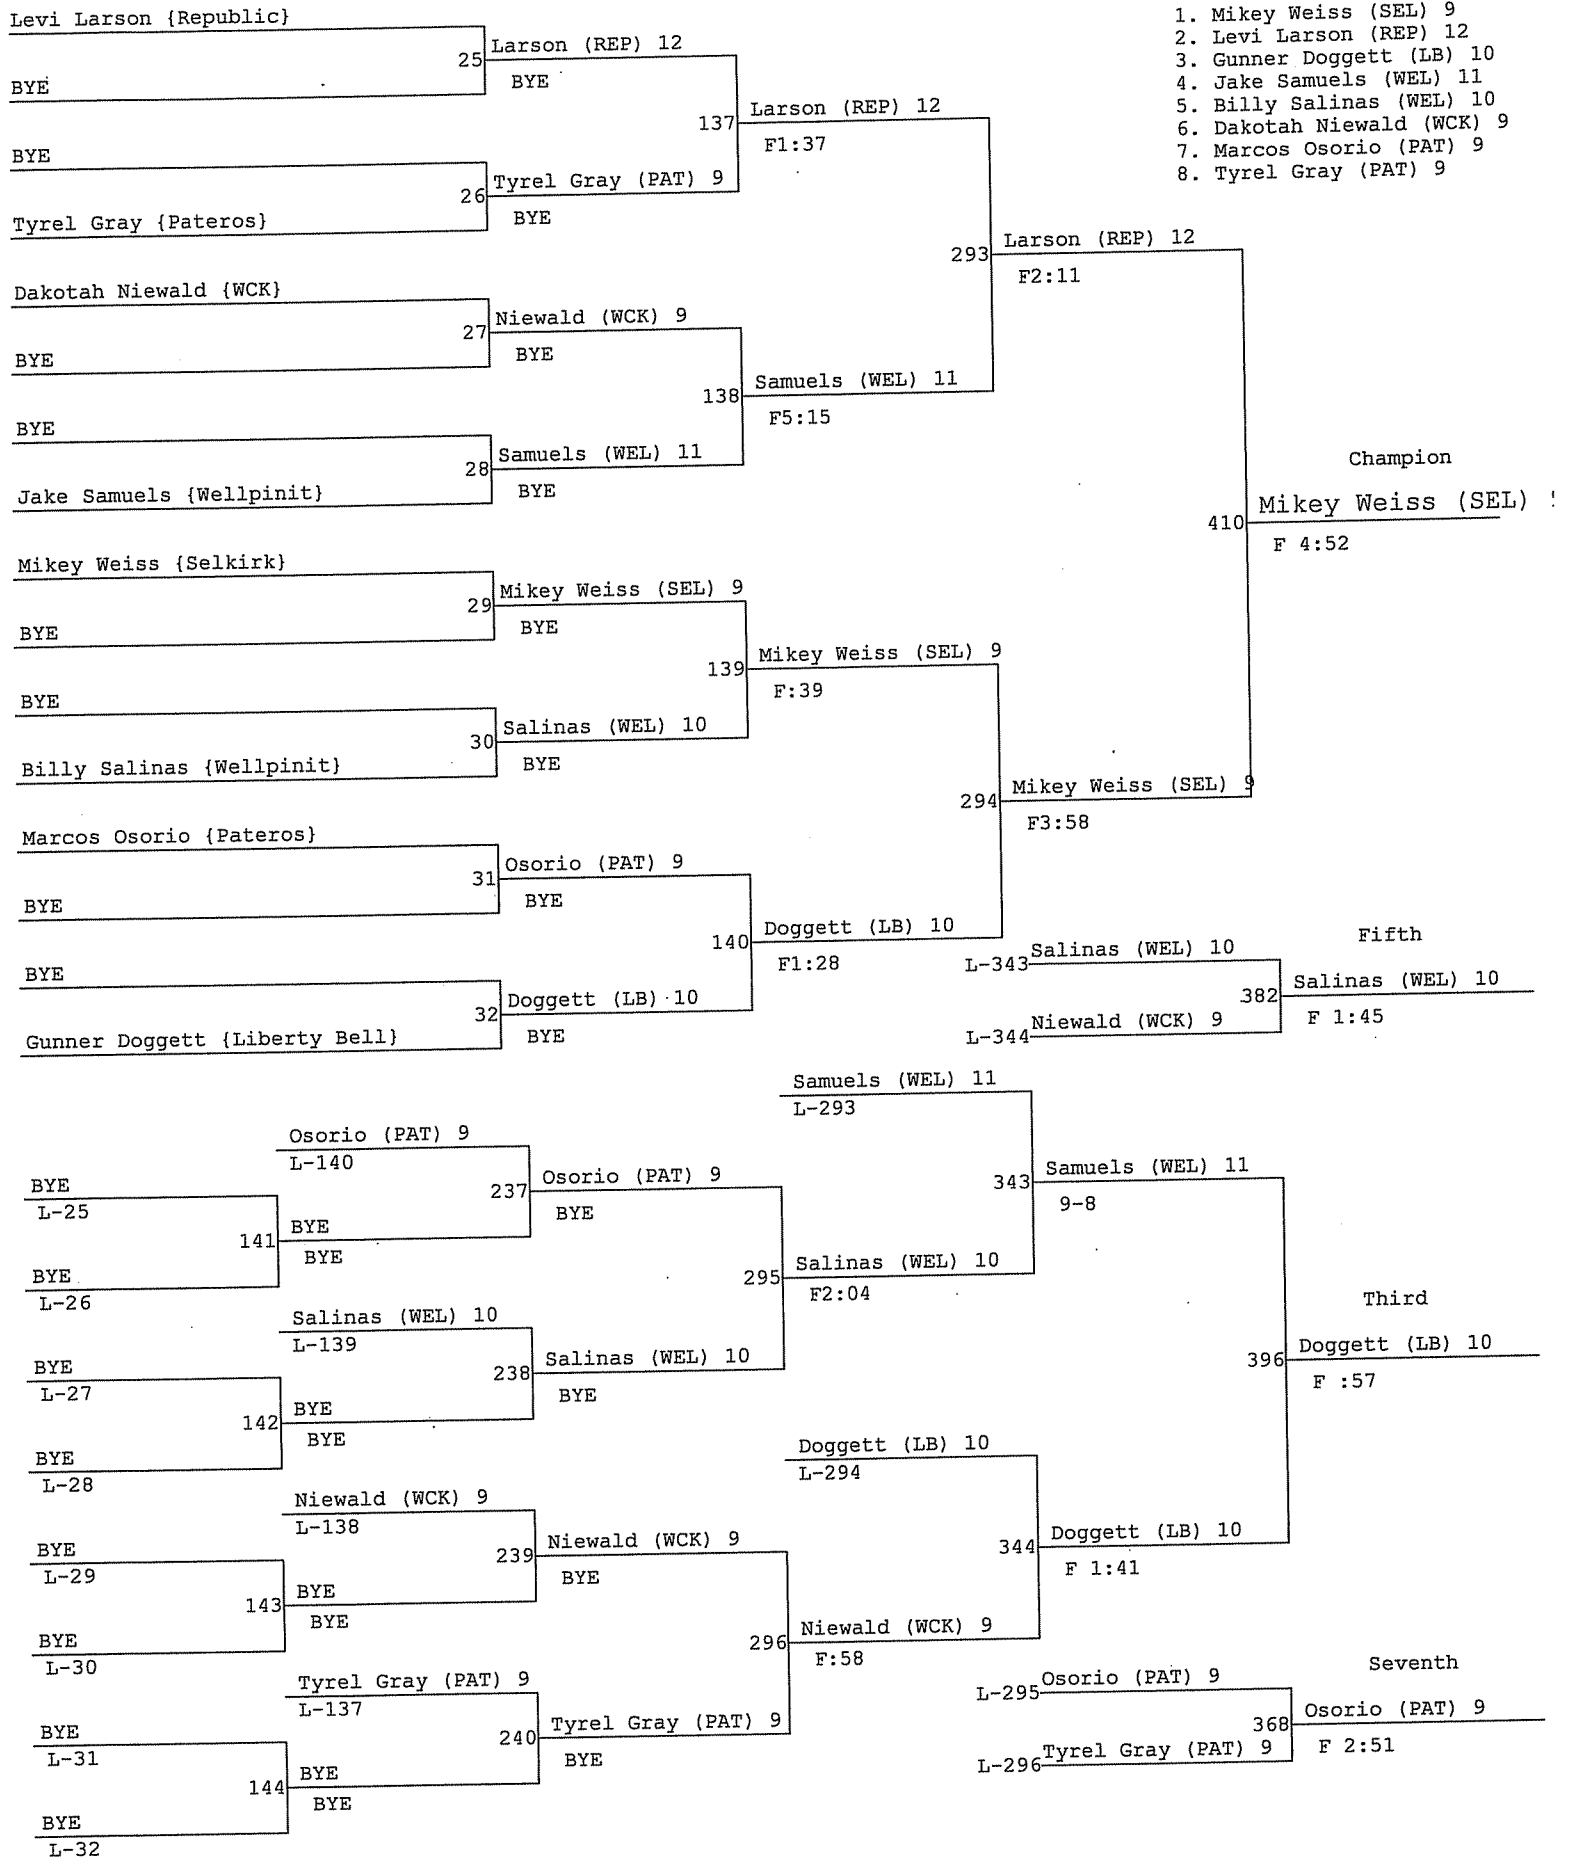 Levi Larson {Republic}
BYE
25
Larson (REP) 12
BYE
BYE
Tyrel Gray {Pateros}
26
Tyrel Gray (PAT) 9
BYE
137
Larson (REP) 12
F1:37
Dakotah Niewald {WCK}
BYE
27
Niewald (WCK) 9
BYE
BYE
Jake Samuels {Wellpinit}
28
Samuels (WEL) 11
BYE
138
Samuels (WEL) 11
F5:15
293
Larson (REP) 12
F2:11
Mikey Weiss {Selkirk}
BYE
29
Mikey Weiss (SEL) 9
BYE
BYE
Billy Salinas {Wellpinit}
30
Salinas (WEL) 10
BYE
139
Mikey Weiss (SEL) 9
F:39
Marcos Osorio {Pateros}
BYE
31
Osorio (PAT) 9
BYE
BYE
Gunner Doggett {Liberty Bell}
32
Doggett (LB) 10
BYE
140
Doggett (LB) 10
F1:28
294
Mikey Weiss (SEL) 9
F3:58
Champion
410
Mikey Weiss (SEL)
F 4:52
1. Mikey Weiss (SEL) 9
2. Levi Larson (REP) 12
3. Gunner Doggett (LB) 10
4. Jake Samuels (WEL) 11
5. Billy Salinas (WEL) 10
6. Dakotah Niewald (WCK) 9
7. Marcos Osorio (PAT) 9
8. Tyrel Gray (PAT) 9
Fifth
L-343 Salinas (WEL) 10
L-344 Niewald (WCK) 9
382
Salinas (WEL) 10
F 1:45
BYE
L-25
BYE
L-26
141
BYE
BYE
Osorio (PAT) 9
L-140
237
Osorio (PAT) 9
BYE
BYE
L-27
BYE
L-28
142
BYE
BYE
Salinas (WEL) 10
L-139
238
Salinas (WEL) 10
BYE
295
Salinas (WEL) 10
F2:04
Samuels (WEL) 11
L-293
343
Samuels (WEL) 11
9-8
BYE
L-29
BYE
L-30
143
BYE
BYE
Niewald (WCK) 9
L-138
239
Niewald (WCK) 9
BYE
BYE
L-31
BYE
L-32
144
BYE
BYE
Tyrel Gray (PAT) 9
L-137
240
Tyrel Gray (PAT) 9
BYE
296
Niewald (WCK) 9
F:58
Doggett (LB) 10
L-294
344
Doggett (LB) 10
F 1:41
Third
396
Doggett (LB) 10
F :57
Seventh
L-295 Osorio (PAT) 9
L-296 Tyrel Gray (PAT) 9
368
Osorio (PAT) 9
F 2:51